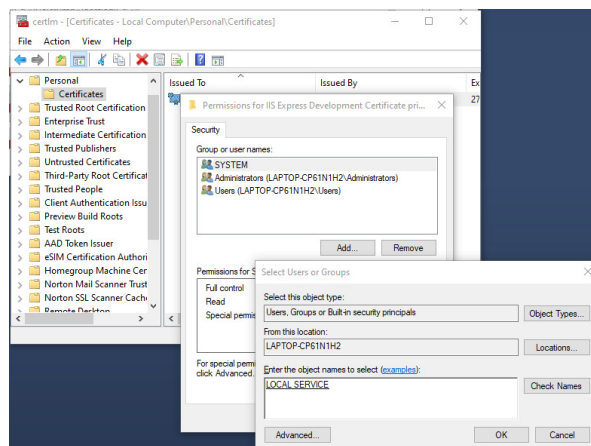 certlm - [Certificates - Local Computer\Personal\Certificates]
File Action View Help
Personal
Certificates
Trusted Root Certification
Enterprise Trust
Intermediate Certification
Trusted Publishers
Untrusted Certificates
Third-Party Root Certificat
Trusted People
Client Authentication Issu
Preview Build Roots
Test Roots
AAD Token Issuer
eSIM Certification Authori
Homegroup Machine Cer
Norton Mail Scanner Trust
Norton SSL Scanner Cach
Remote Desktop
Issued To
Issued By
Ex
27
Permissions for IIS Express Development Certificate pri...
Security
Group or user names:
SYSTEM
Administrators (LAPTOP-CP61N1H2\Administrators)
Users (LAPTOP-CP61N1H2\Users)
Add...
Remove
Permissions for S
Full control
Read
Special permis
For special perm
click Advanced.
Select Users or Groups
Select this object type:
Users, Groups or Built-in security principals
Object Types...
From this location:
LAPTOP-CP61N1H2
Locations...
Enter the object names to select (examples):
LOCAL SERVICE
Check Names
Advanced...
OK
Cancel